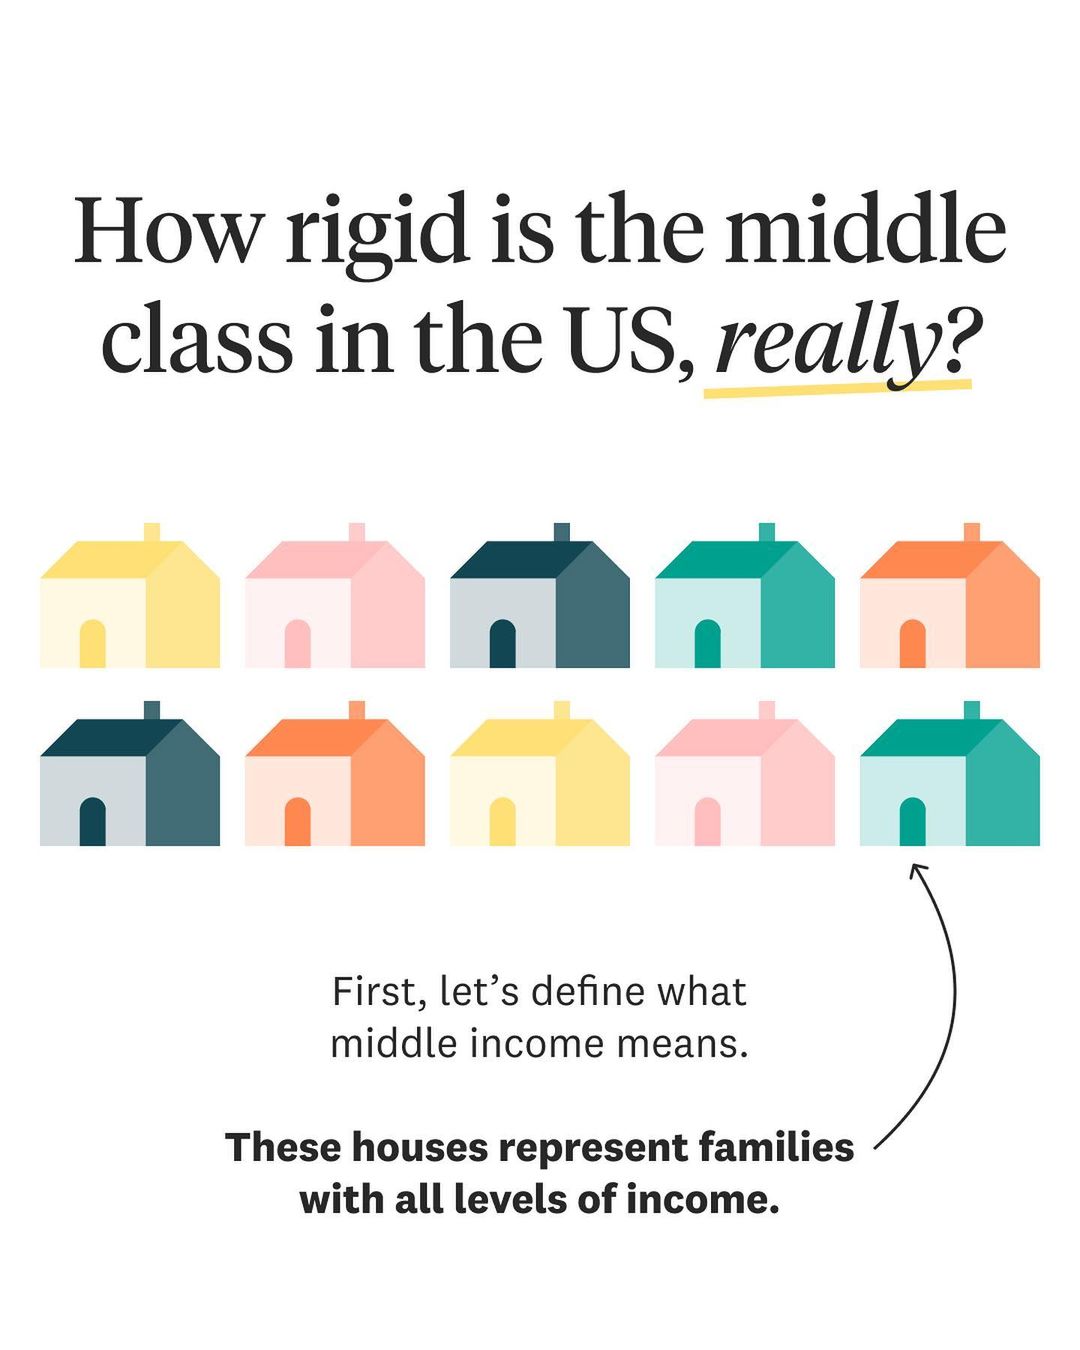 How rigid is the middle
class in the US, really?
First, let’s define what
middle income means.
These houses represent families
with all levels of income.